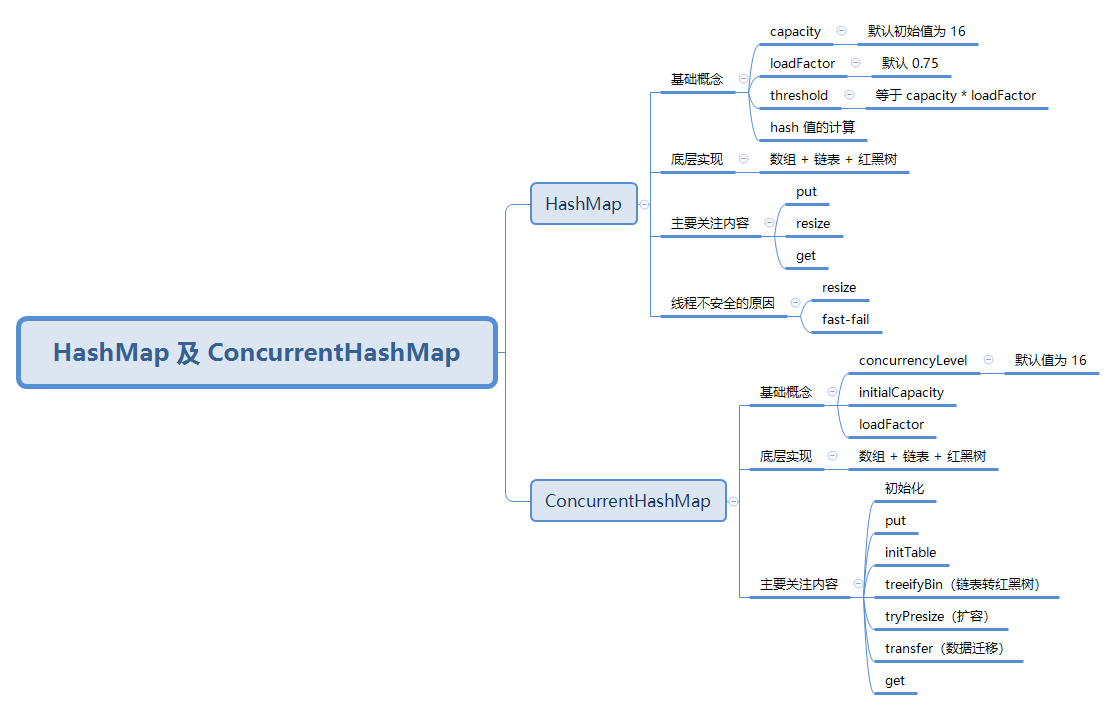 HashMap 及 ConcurrentHashMap
HashMap
基础概念
capacity
默认初始值为 16
loadFactor
默认 0.75
threshold
等于 capacity * loadFactor
hash 值的计算
底层实现
数组 + 链表 + 红黑树
主要关注内容
put
resize
get
线程不安全的原因
resize
fast-fail
ConcurrentHashMap
基础概念
concurrencyLevel
默认值为 16
initialCapacity
loadFactor
底层实现
数组 + 链表 + 红黑树
主要关注内容
初始化
put
initTable
treeifyBin（链表转红黑树）
tryPresize（扩容）
transfer（数据迁移）
get